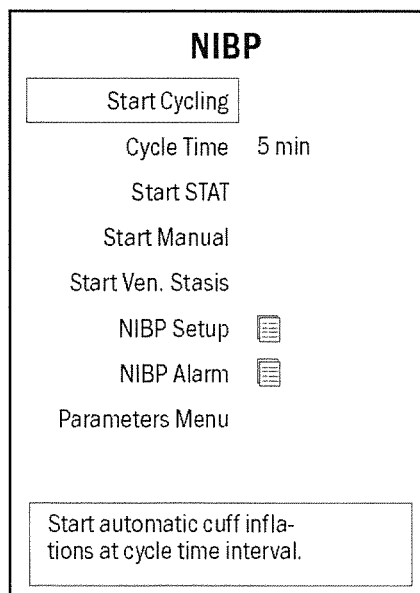 NIBP
Start Cycling
Cycle Time 5 min
Start STAT
Start Manual
Start Ven. Stasis
NIBP Setup
NIBP Alarm
Parameters Menu
Start automatic cuff infla-
tions at cycle time interval.